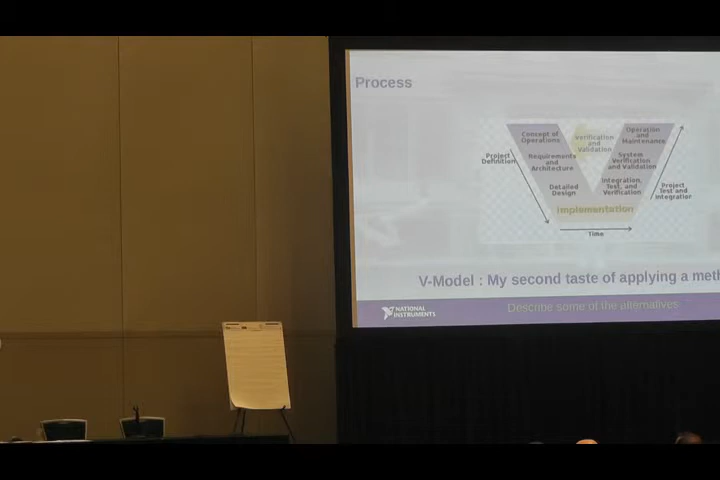 Process
Concept of
Operations
Verification
and
Validation
Operation
and
Maintenance
Project
Definition
Requirements
and
Architecture
System
Verification
and Validation
Detailed
Design
Integration,
Test, and
Verification
Project
Test and
Integration
Implementation
Time
V-Model : My second taste of applying a meth
NATIONAL
INSTRUMENTS
Describe some of the alternatives